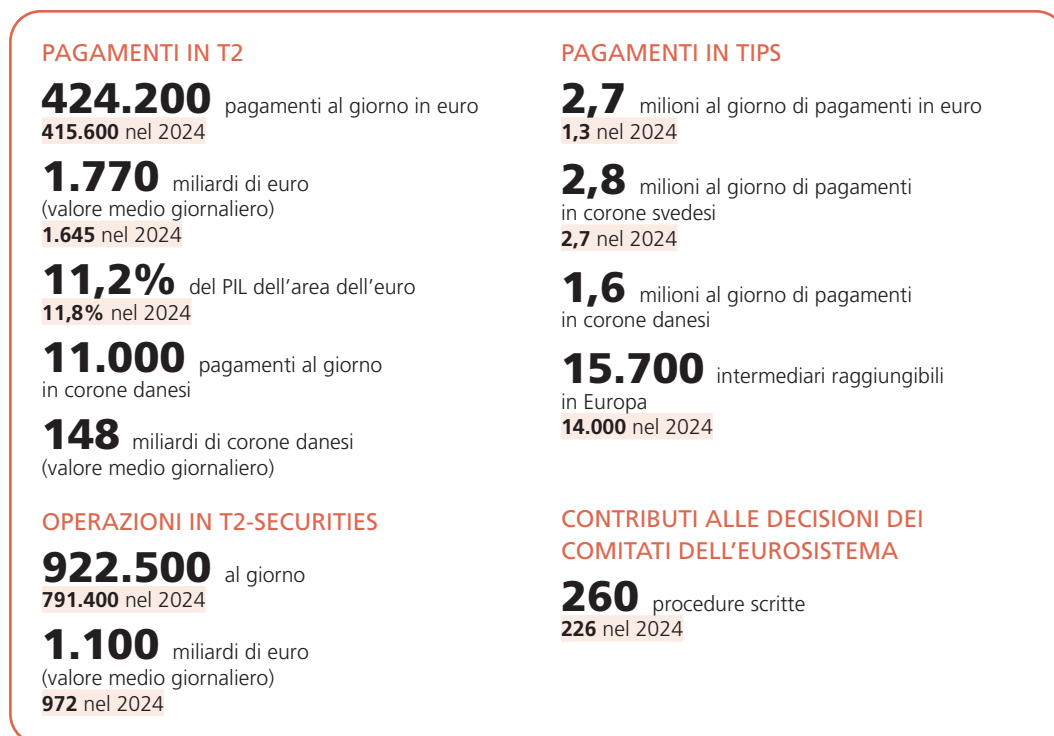 PAGAMENTI IN T2
424.200 pagamenti al giorno in euro
415.600 nel 2024
1.770 miliardi di euro
(valore medio giornaliero)
1.645 nel 2024
11,2% del PIL dell’area dell’euro
11,8% nel 2024
11.000 pagamenti al giorno
in corone danesi
148 miliardi di corone danesi
(valore medio giornaliero)
OPERAZIONI IN T2-SECURITIES
922.500 al giorno
791.400 nel 2024
1.100 miliardi di euro
(valore medio giornaliero)
972 nel 2024
PAGAMENTI IN TIPS
2,7 milioni al giorno di pagamenti in euro
1,3 nel 2024
2,8 milioni al giorno di pagamenti
in corone svedesi
2,7 nel 2024
1,6 milioni al giorno di pagamenti
in corone danesi
15.700 intermediari raggiungibili
in Europa
14.000 nel 2024
CONTRIBUTI ALLE DECISIONI DEI
COMITATI DELL’EUROSISTEMA
260 procedure scritte
226 nel 2024